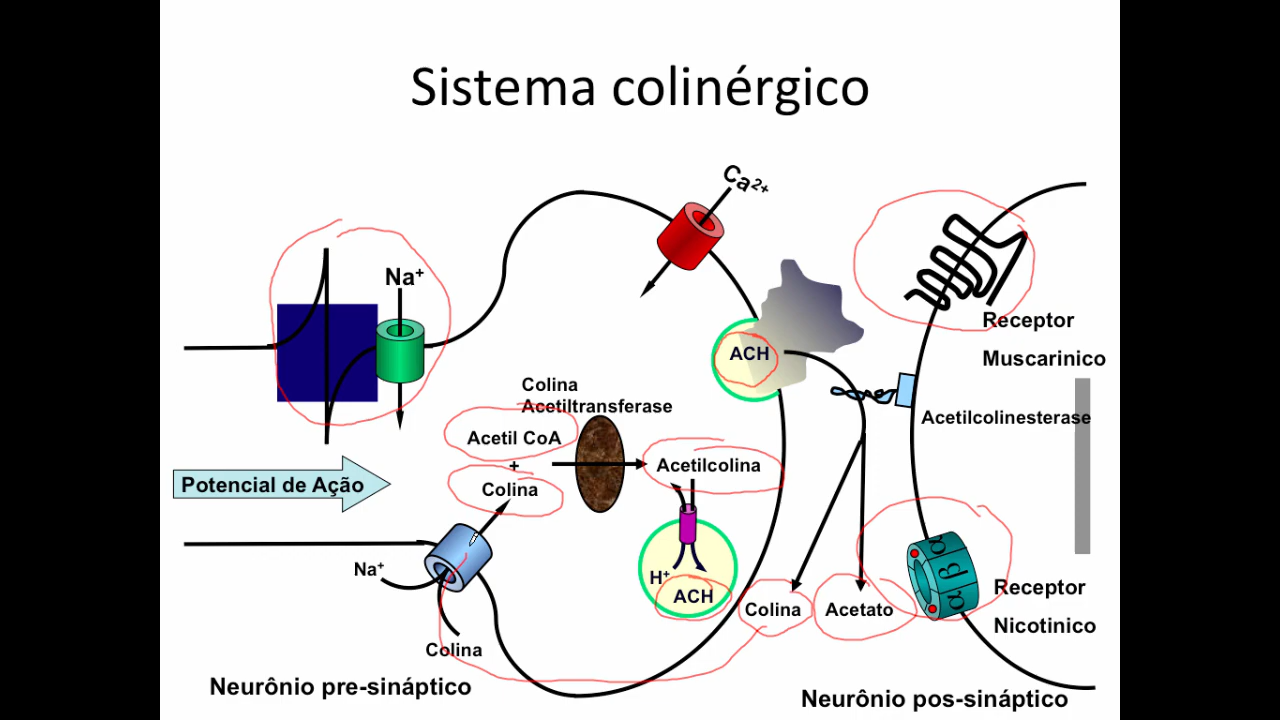 Sistema colinérgico
Ca²⁺
Na⁺
ACH
Receptor
Muscarinico
Colina
Acetiltransferase
Acetilcolinesterase
Acetil CoA
+
Colina
Acetilcolina
Potencial de Ação
Na⁺
H⁺
ACH
Colina
Acetato
α
β
α
Receptor
Nicotinico
Colina
Neurônio pre-sináptico
Neurônio pos-sináptico